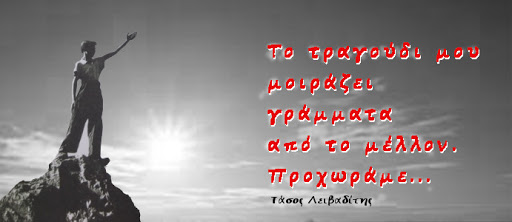 Το τραγούδι μου
μοιράζει
γράμματα
από το μέλλον.
Προχωράμε...
Τάσος Λειβαδίτης